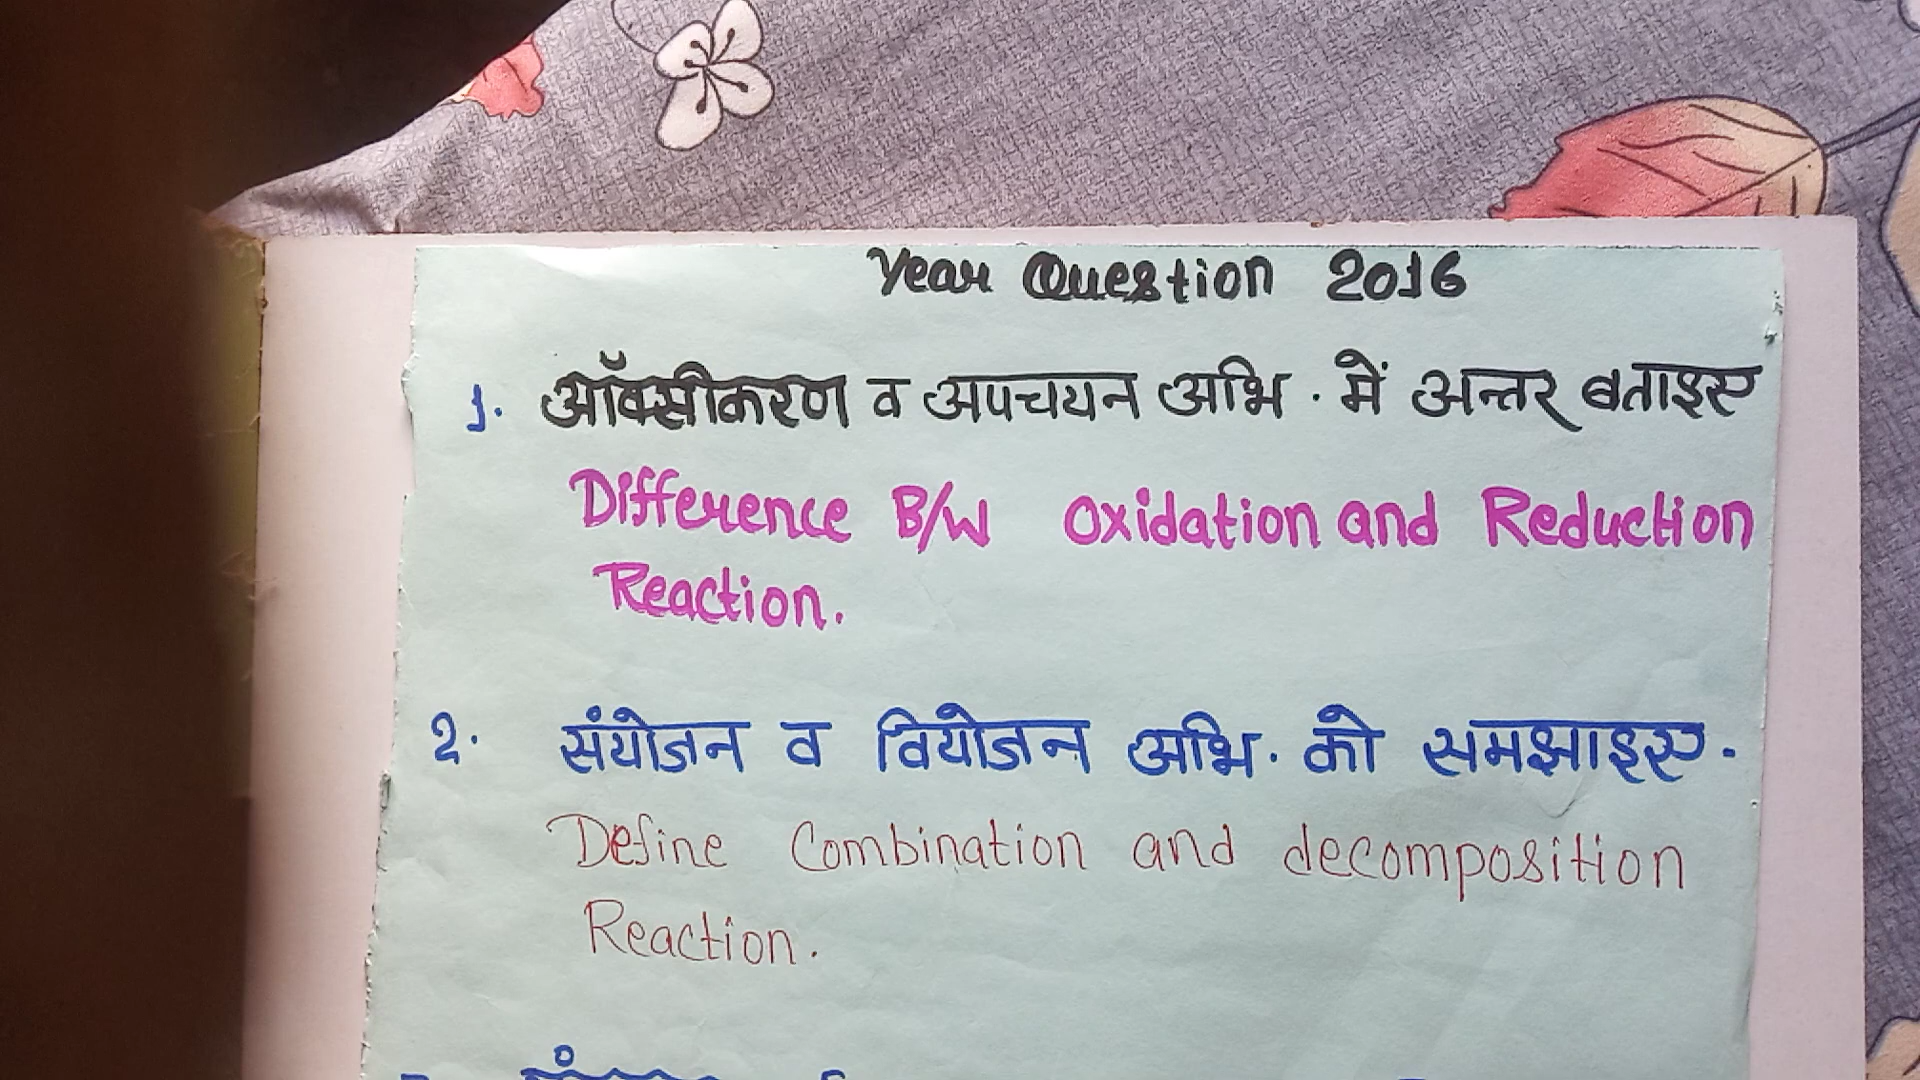 Year Question 2016
1. ऑक्सीकरण व अपचयन अभि. में अन्तर बताइए
Difference B/W Oxidation and Reduction
Reaction.
2. संयोजन व वियोजन अभि. को समझाइए.
Define Combination and decomposition
Reaction.